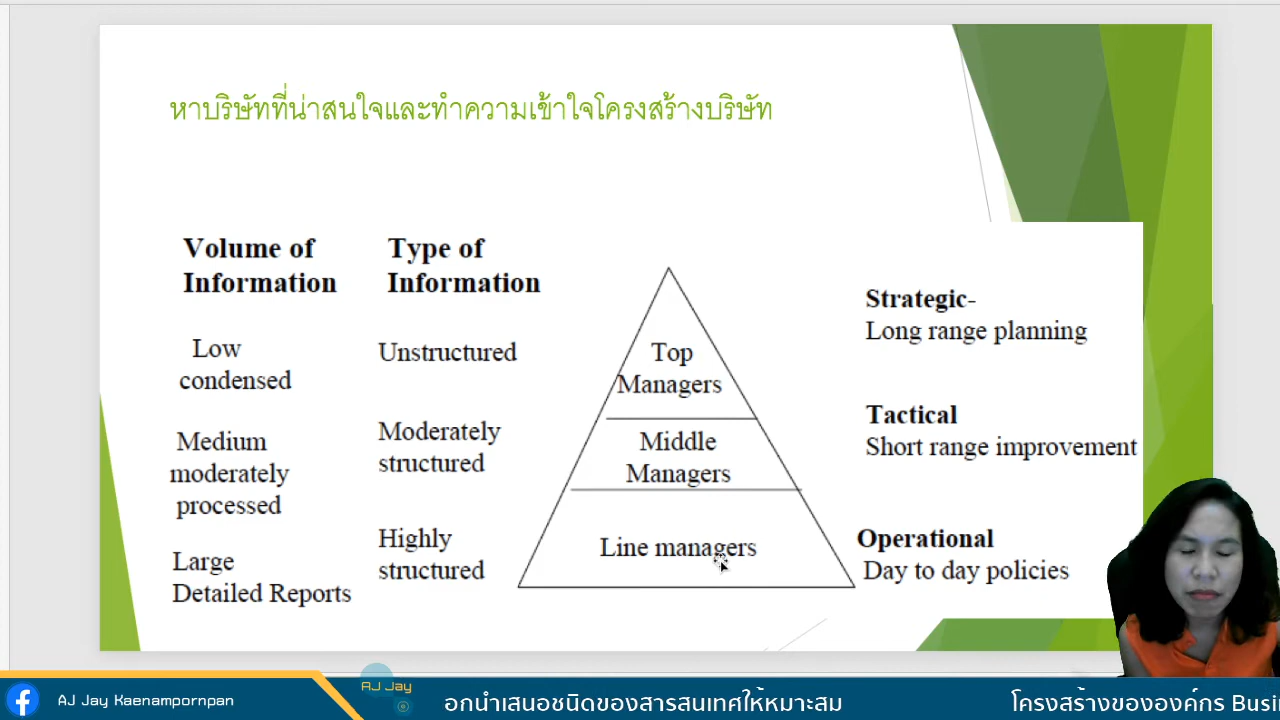 หาบริษัทที่น่าสนใจและทำความเข้าใจโครงสร้างบริษัท
Volume of
Information
Type of
Information
Low
condensed
Unstructured
Top
Managers
Strategic-
Long range planning
Medium
moderately
processed
Moderately
structured
Middle
Managers
Tactical
Short range improvement
Large
Detailed Reports
Highly
structured
Line managers
Operational
Day to day policies
AJ Jay Kaenampornpan
AJ Jay
อกนำเสนอชนิดของสารสนเทศให้หมาะสม
โครงสร้างขององค์กร Busi